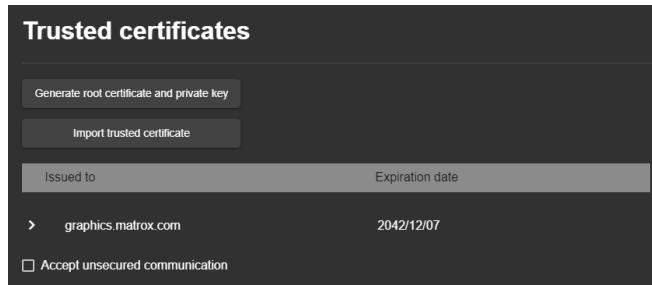 Trusted certificates
Generate root certificate and private key
Import trusted certificate
Issued to Expiration date
graphics.matrox.com 2042/12/07
Accept unsecured communication